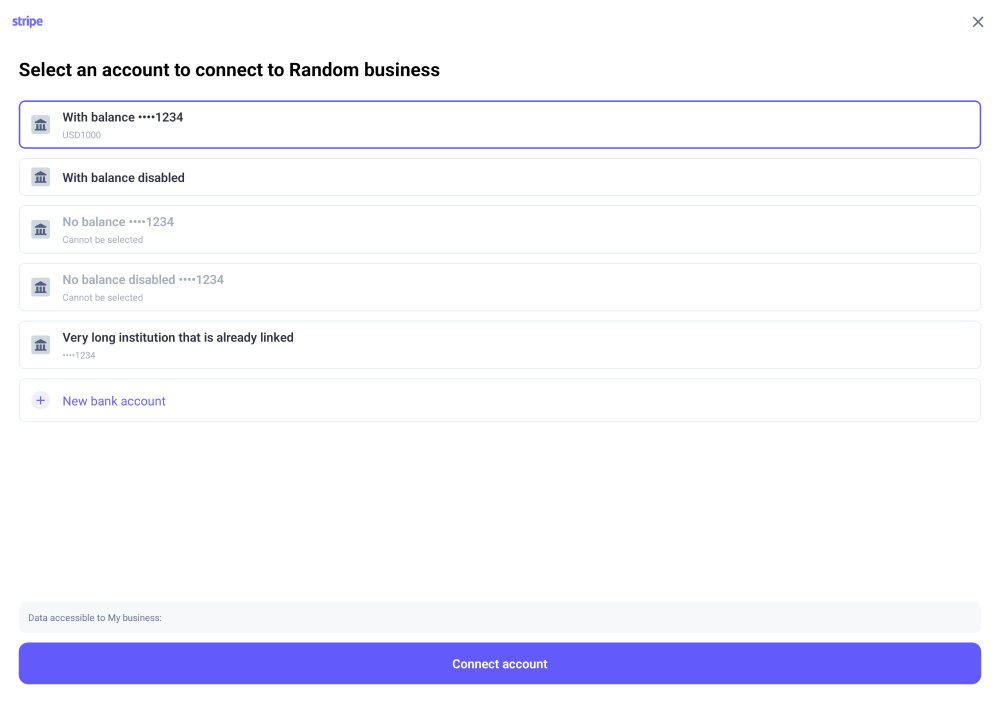 stripe
Select an account to connect to Random business
With balance ••••1234
USD1000
With balance disabled
No balance ••••1234
Cannot be selected
No balance disabled ••••1234
Cannot be selected
Very long institution that is already linked
••••1234
New bank account
Data accessible to My business:
Connect account